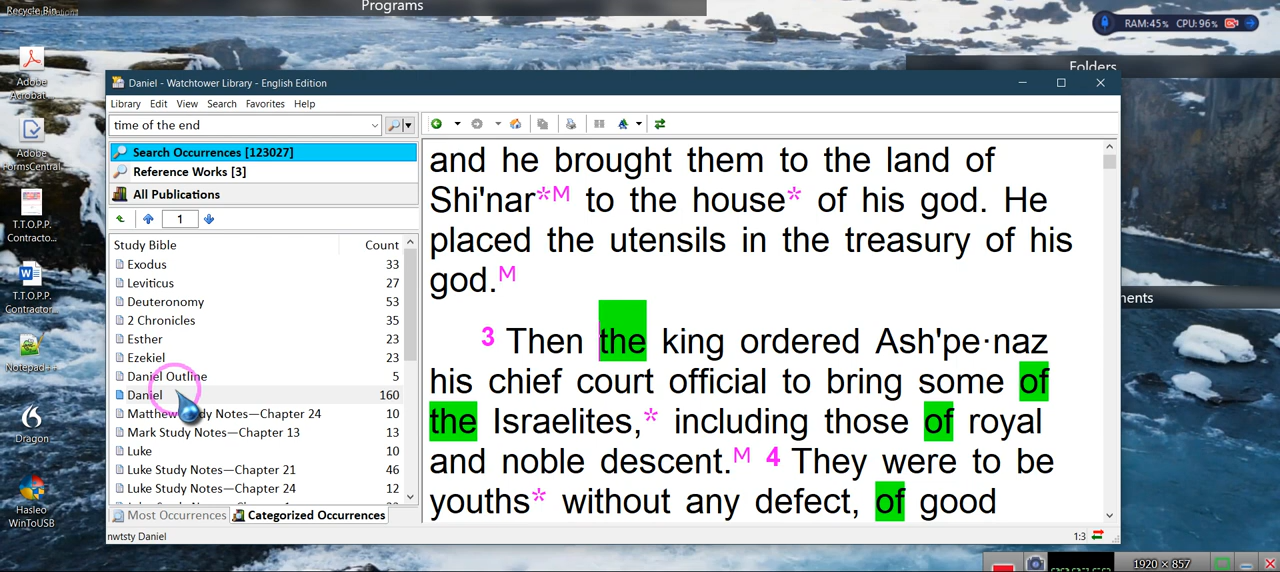 Recycle Bin
Programs
RAM:45% CPU:96%
Folders
Adobe
Acrobat...
Adobe
FormsCentral
T.T.O.P.P.
Contractor...
T.T.O.P.P.
Contractor...
Notepad++
Dragon
Hasleo
WinToUSB
Daniel - Watchtower Library - English Edition
Library Edit View Search Favorites Help
time of the end
Search Occurrences [123027]
Reference Works [3]
All Publications
1
Study Bible Count
Exodus 33
Leviticus 27
Deuteronomy 53
2 Chronicles 35
Esther 23
Ezekiel 23
Daniel Outline 5
Daniel 160
Matthew Study Notes—Chapter 24 10
Mark Study Notes—Chapter 13 13
Luke 10
Luke Study Notes—Chapter 21 46
Luke Study Notes—Chapter 24 12
Most Occurrences Categorized Occurrences
nwtsty Daniel
and he brought them to the land of
Shi'nar*M to the house* of his god. He
placed the utensils in the treasury of his
god.M
3 Then the king ordered Ash'pe·naz
his chief court official to bring some of
the Israelites,* including those of royal
and noble descent.M 4 They were to be
youths* without any defect, of good
1:3
ments
1920 × 857